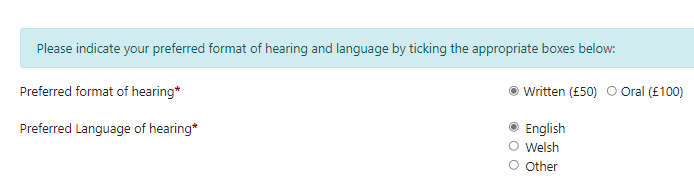 Please indicate your preferred format of hearing and language by ticking the appropriate boxes below:
Preferred format of hearing* Written (£50) Oral (£100)
Preferred Language of hearing* English
Welsh
Other